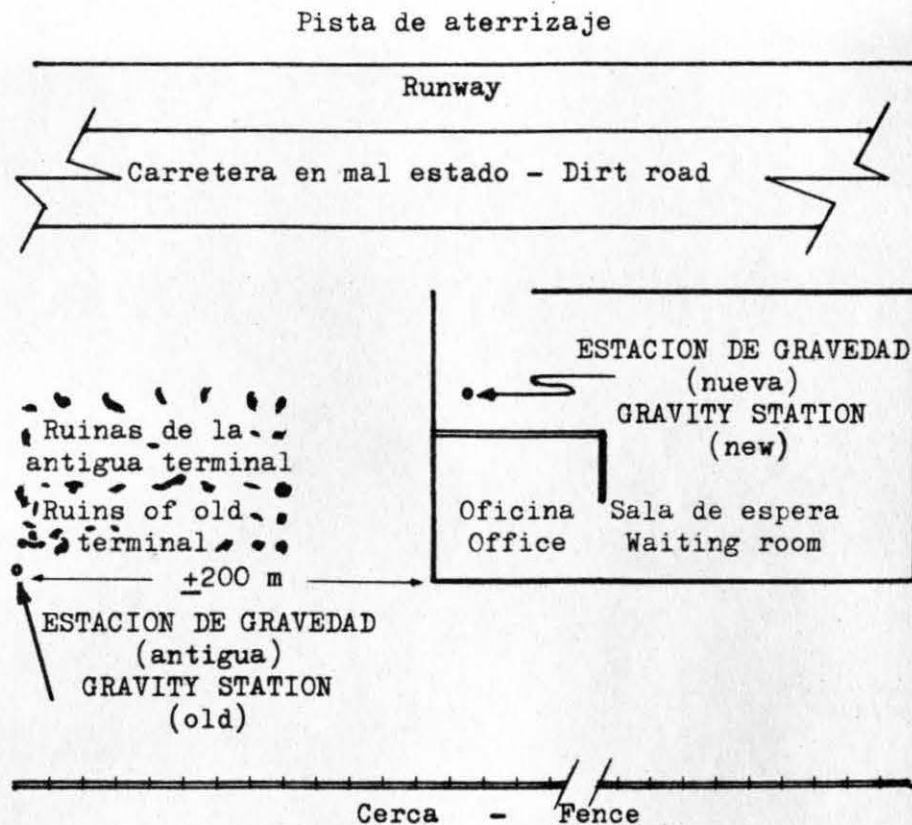 Pista de aterrizaje
Runway
Carretera en mal estado - Dirt road
ESTACION DE GRAVEDAD
(nueva)
GRAVITY STATION
(new)
Ruinas de la
antigua terminal
Ruins of old
terminal
Oficina
Office
Sala de espera
Waiting room
±200 m
ESTACION DE GRAVEDAD
(antigua)
GRAVITY STATION
(old)
Cerca - Fence